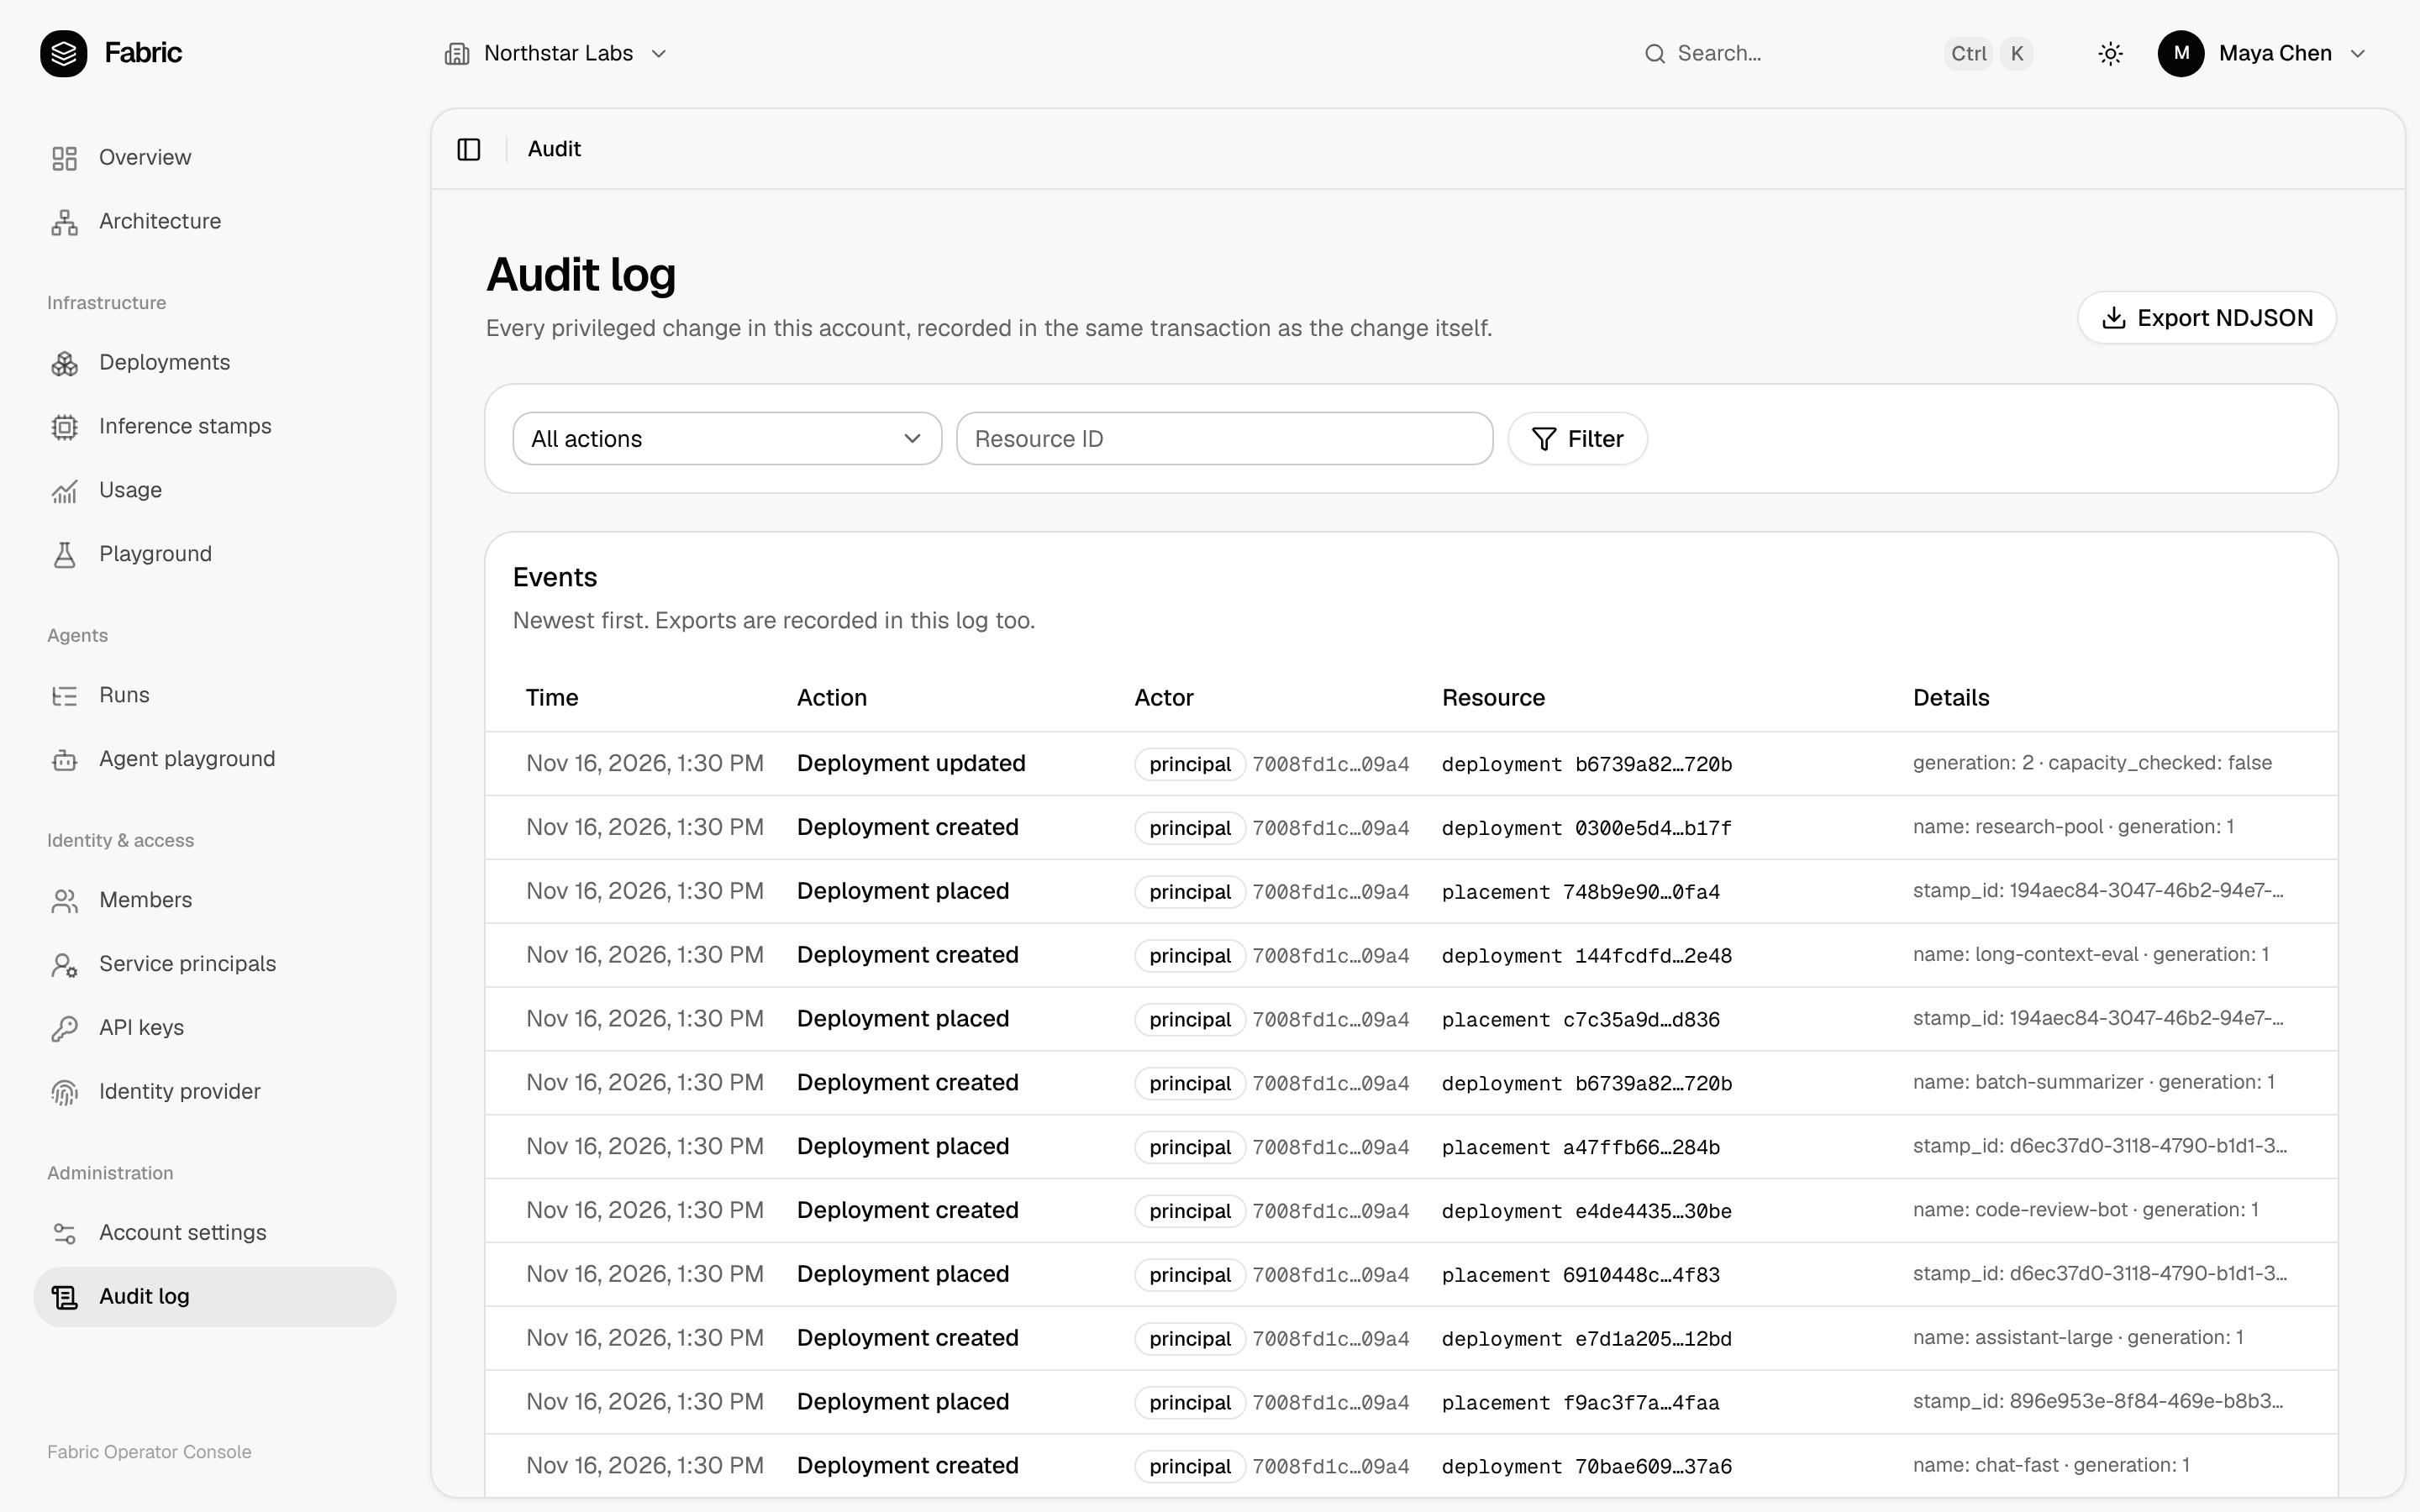 Fabric
Northstar Labs
Search...
Ctrl K
M
Maya Chen
Overview
Architecture
Infrastructure
Deployments
Inference stamps
Usage
Playground
Agents
Runs
Agent playground
Identity & access
Members
Service principals
API keys
Identity provider
Administration
Account settings
Audit log
Fabric Operator Console
Audit
Audit log
Every privileged change in this account, recorded in the same transaction as the change itself.
Export NDJSON
All actions
Resource ID
Filter
Events
Newest first. Exports are recorded in this log too.
Time Action Actor Resource Details
Nov 16, 2026, 1:30 PM Deployment updated principal 7008fd1c…09a4 deployment b6739a82…720b generation: 2 · capacity_checked: false
Nov 16, 2026, 1:30 PM Deployment created principal 7008fd1c…09a4 deployment 0300e5d4…b17f name: research-pool · generation: 1
Nov 16, 2026, 1:30 PM Deployment placed principal 7008fd1c…09a4 placement 748b9e90…0fa4 stamp_id: 194aec84-3047-46b2-94e7-…
Nov 16, 2026, 1:30 PM Deployment created principal 7008fd1c…09a4 deployment 144fcdfd…2e48 name: long-context-eval · generation: 1
Nov 16, 2026, 1:30 PM Deployment placed principal 7008fd1c…09a4 placement c7c35a9d…d836 stamp_id: 194aec84-3047-46b2-94e7-…
Nov 16, 2026, 1:30 PM Deployment created principal 7008fd1c…09a4 deployment b6739a82…720b name: batch-summarizer · generation: 1
Nov 16, 2026, 1:30 PM Deployment placed principal 7008fd1c…09a4 placement a47ffb66…284b stamp_id: d6ec37d0-3118-4790-b1d1-3…
Nov 16, 2026, 1:30 PM Deployment created principal 7008fd1c…09a4 deployment e4de4435…30be name: code-review-bot · generation: 1
Nov 16, 2026, 1:30 PM Deployment placed principal 7008fd1c…09a4 placement 6910448c…4f83 stamp_id: d6ec37d0-3118-4790-b1d1-3…
Nov 16, 2026, 1:30 PM Deployment created principal 7008fd1c…09a4 deployment e7d1a205…12bd name: assistant-large · generation: 1
Nov 16, 2026, 1:30 PM Deployment placed principal 7008fd1c…09a4 placement f9ac3f7a…4faa stamp_id: 896e953e-8f84-469e-b8b3…
Nov 16, 2026, 1:30 PM Deployment created principal 7008fd1c…09a4 deployment 70bae609…37a6 name: chat-fast · generation: 1